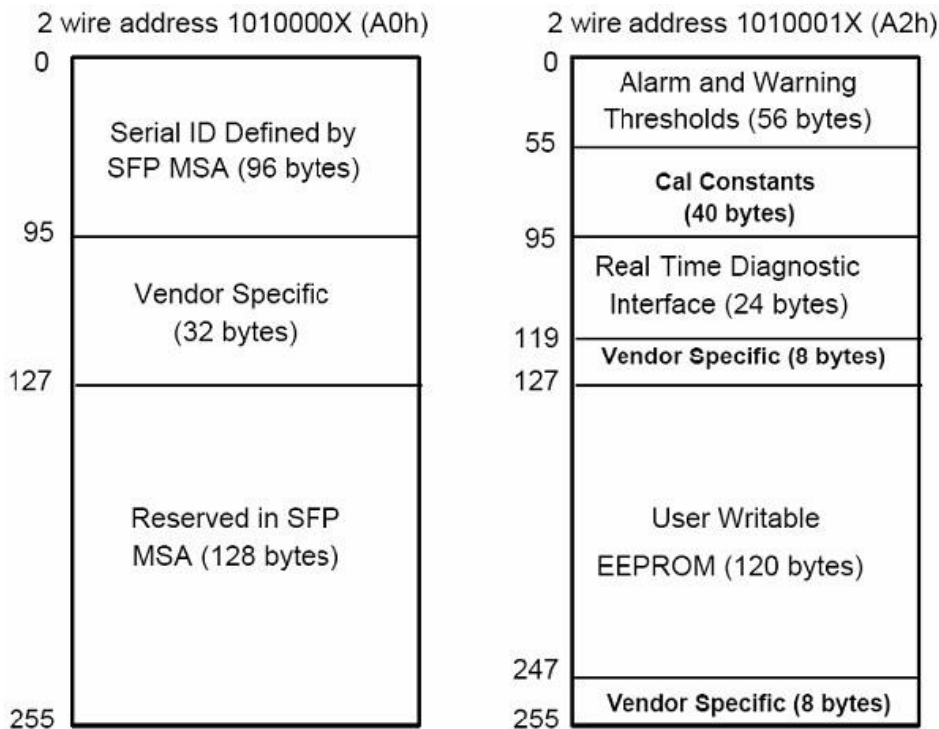 2 wire address 1010000X (A0h)
0
Serial ID Defined by
SFP MSA (96 bytes)
95
Vendor Specific
(32 bytes)
127
Reserved in SFP
MSA (128 bytes)
255
2 wire address 1010001X (A2h)
0
Alarm and Warning
Thresholds (56 bytes)
55
Cal Constants
(40 bytes)
95
Real Time Diagnostic
Interface (24 bytes)
119
Vendor Specific (8 bytes)
127
User Writable
EEPROM (120 bytes)
247
Vendor Specific (8 bytes)
255